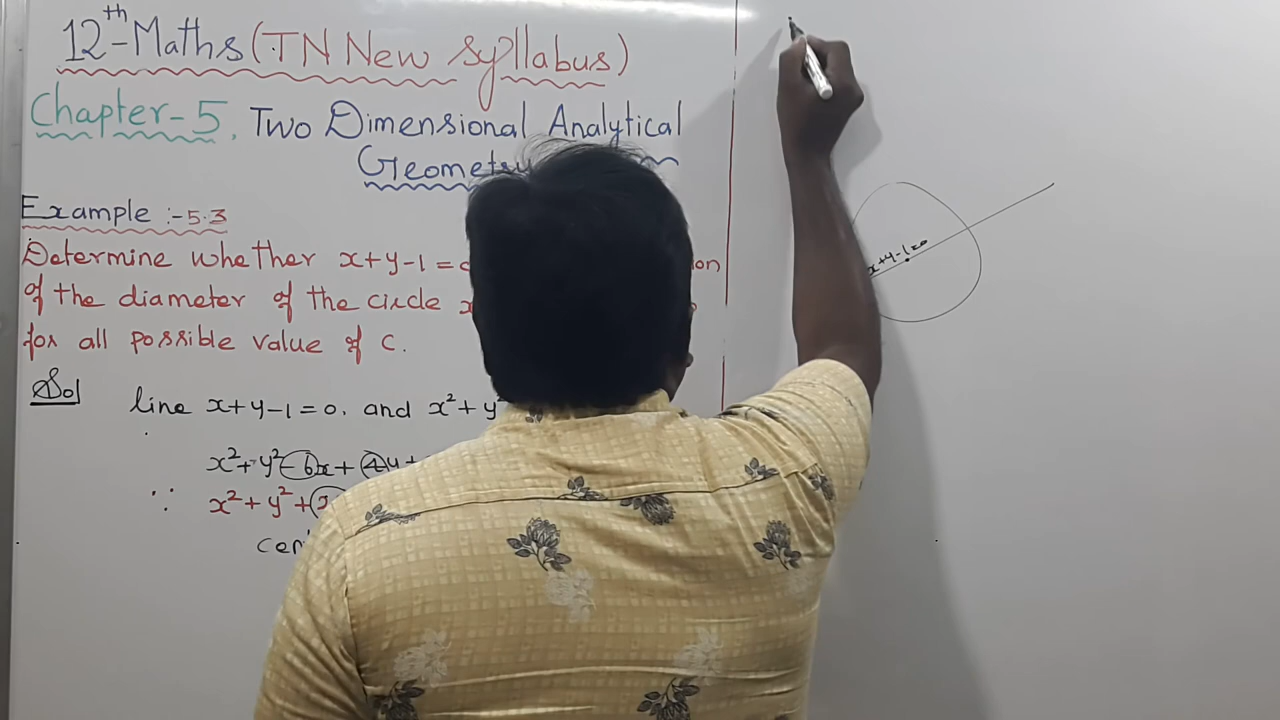 12th-Maths (TN New Syllabus)
Chapter-5, Two Dimensional Analytical
Geometry
Example :- 5.3
Determine whether x+y-1=
of the diameter of the circle x
for all possible value of c.
Sol
line x+y-1=0. and x²+y²
x²+y²-6x+4y+
∴ x²+y²+
cen
x+y-1=0